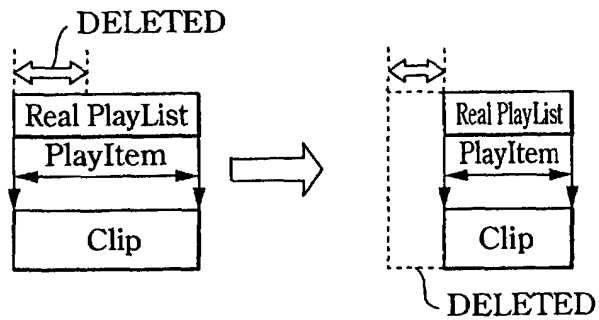 DELETED
Real PlayList
PlayItem
Clip
Real PlayList
PlayItem
Clip
DELETED